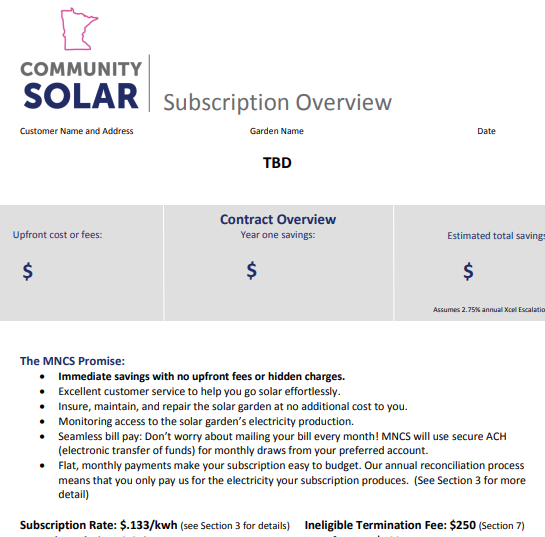 COMMUNITY
SOLAR
Subscription Overview
Customer Name and Address Garden Name Date
TBD
Contract Overview
Upfront cost or fees: Year one savings: Estimated total savings
$ $ $
Assumes 2.75% annual Xcel Escalatio
The MNCS Promise:
• Immediate savings with no upfront fees or hidden charges.
• Excellent customer service to help you go solar effortlessly.
• Insure, maintain, and repair the solar garden at no additional cost to you.
• Monitoring access to the solar garden's electricity production.
• Seamless bill pay: Don't worry about mailing your bill every month! MNCS will use secure ACH
(electronic transfer of funds) for monthly draws from your preferred account.
• Flat, monthly payments make your subscription easy to budget. Our annual reconciliation process
means that you only pay us for the electricity your subscription produces. (See Section 3 for more
detail)
Subscription Rate: $.133/kwh (see Section 3 for details) Ineligible Termination Fee: $250 (Section 7)